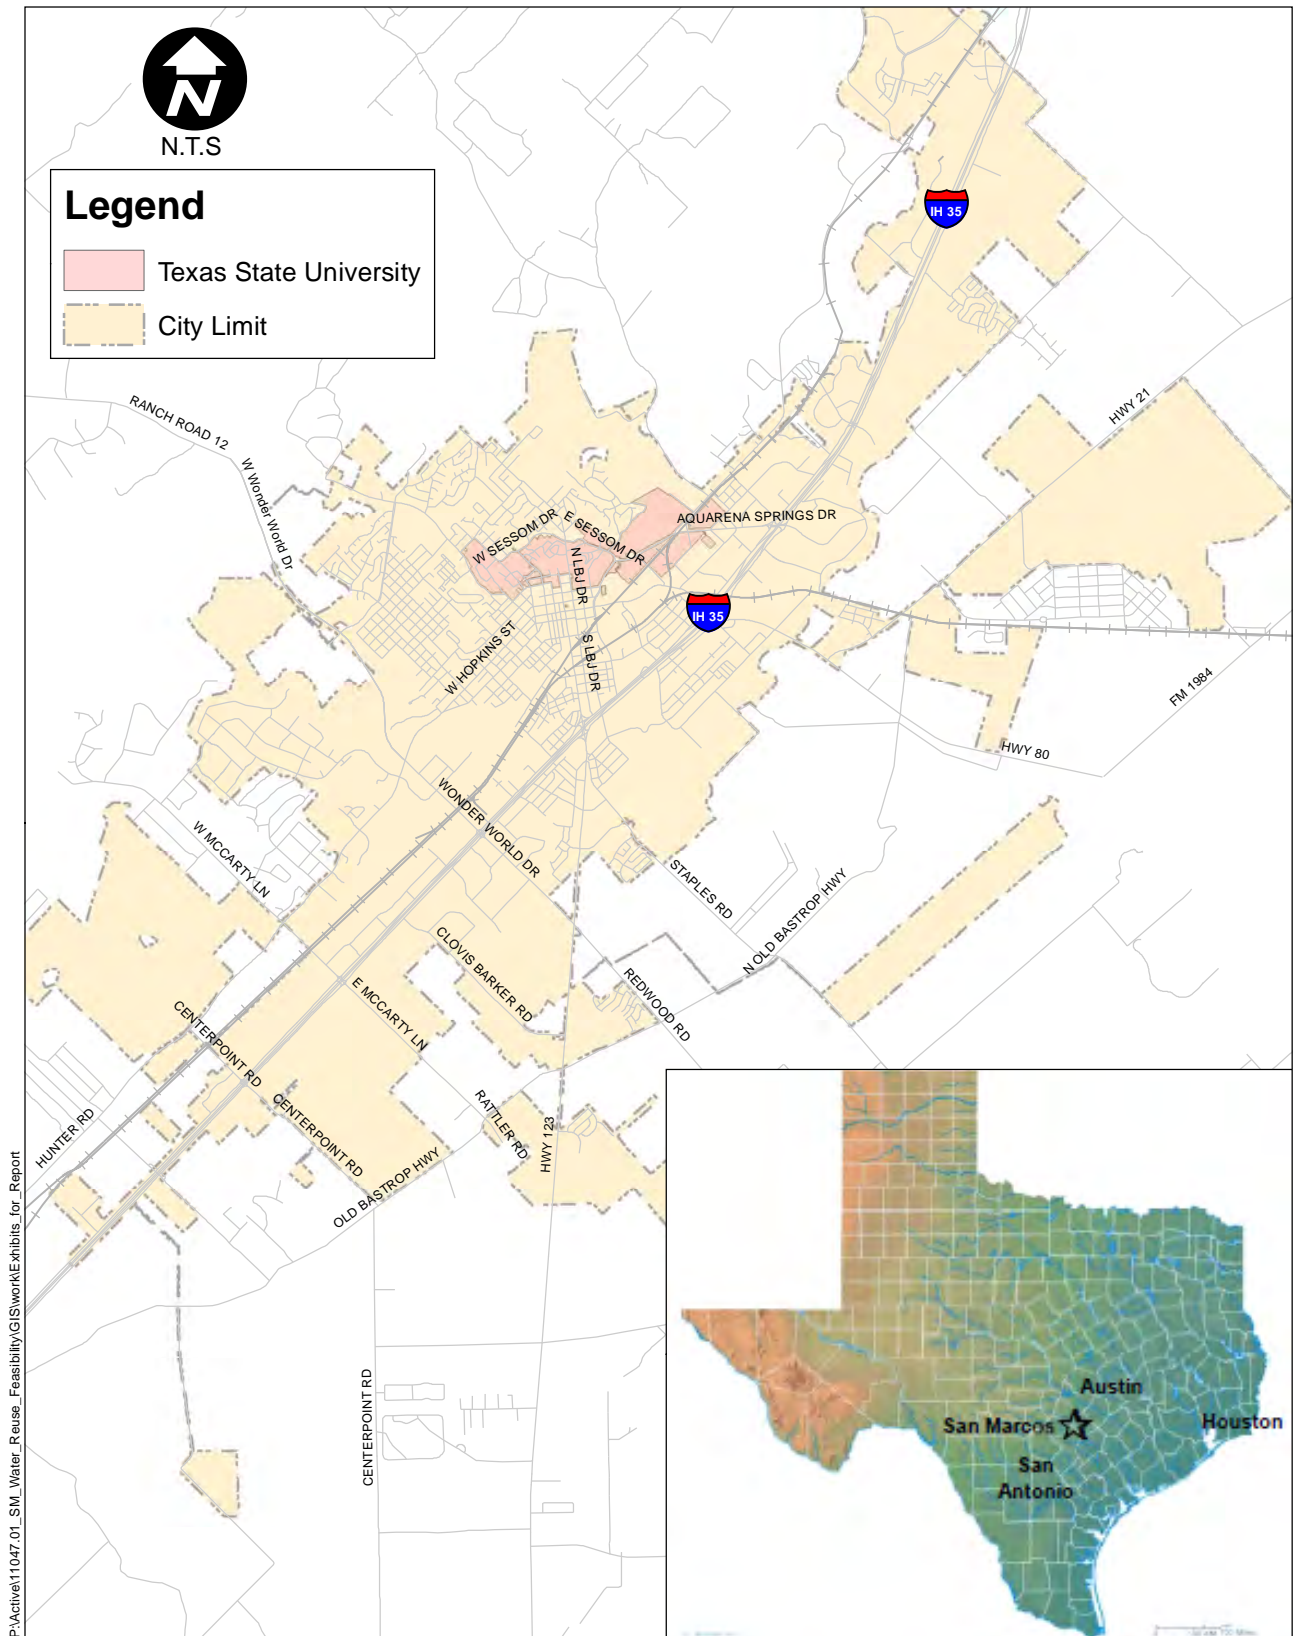 N
N.T.S
Legend
Texas State University
City Limit
IH 35
RANCH ROAD 12
W Wonder World Dr
HWY 21
AQUARENA SPRINGS DR
W SESSOM DR
E SESSOM DR
N LBJ DR
IH 35
W HOPKINS ST
S LBJ DR
FM 1984
HWY 80
WONDER WORLD DR
W MCCARTY LN
STAPLES RD
N OLD BASTROP HWY
CLOVIS BARKER RD
REDWOOD RD
E MCCARTY LN
CENTERPOINT RD
CENTERPOINT RD
HUNTER RD
RATTLER RD
HWY 123
OLD BASTROP HWY
CENTERPOINT RD
Austin
San Marcos
Houston
San
Antonio
P:\Active\11047.01_SM_Water_Reuse_Feasibility\GIS\work\Exhibits_for_Report